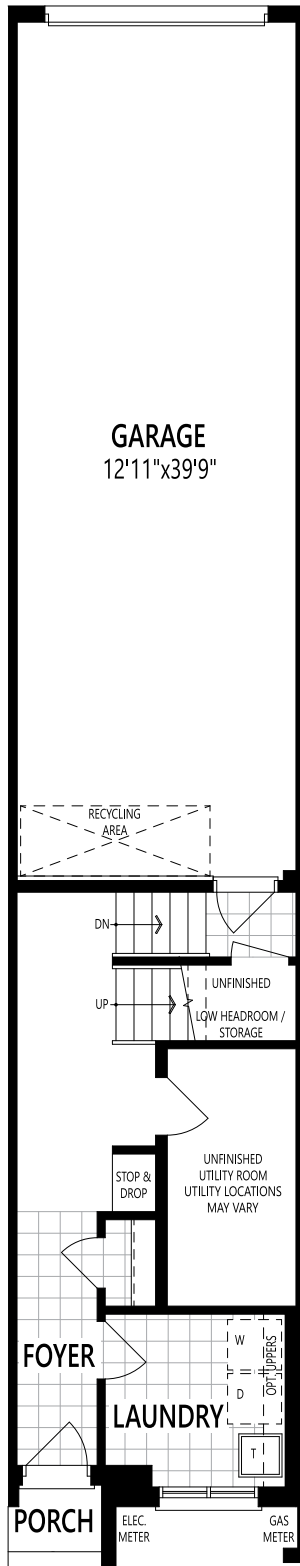 GARAGE
12'11"x39'9"
RECYCLING
AREA
DN
UNFINISHED
UP
LOW HEADROOM /
STORAGE
UNFINISHED
UTILITY ROOM
UTILITY LOCATIONS
MAY VARY
STOP &
DROP
FOYER
W
OPT. UPPERS
D
LAUNDRY
T
PORCH
ELEC.
METER
GAS
METER